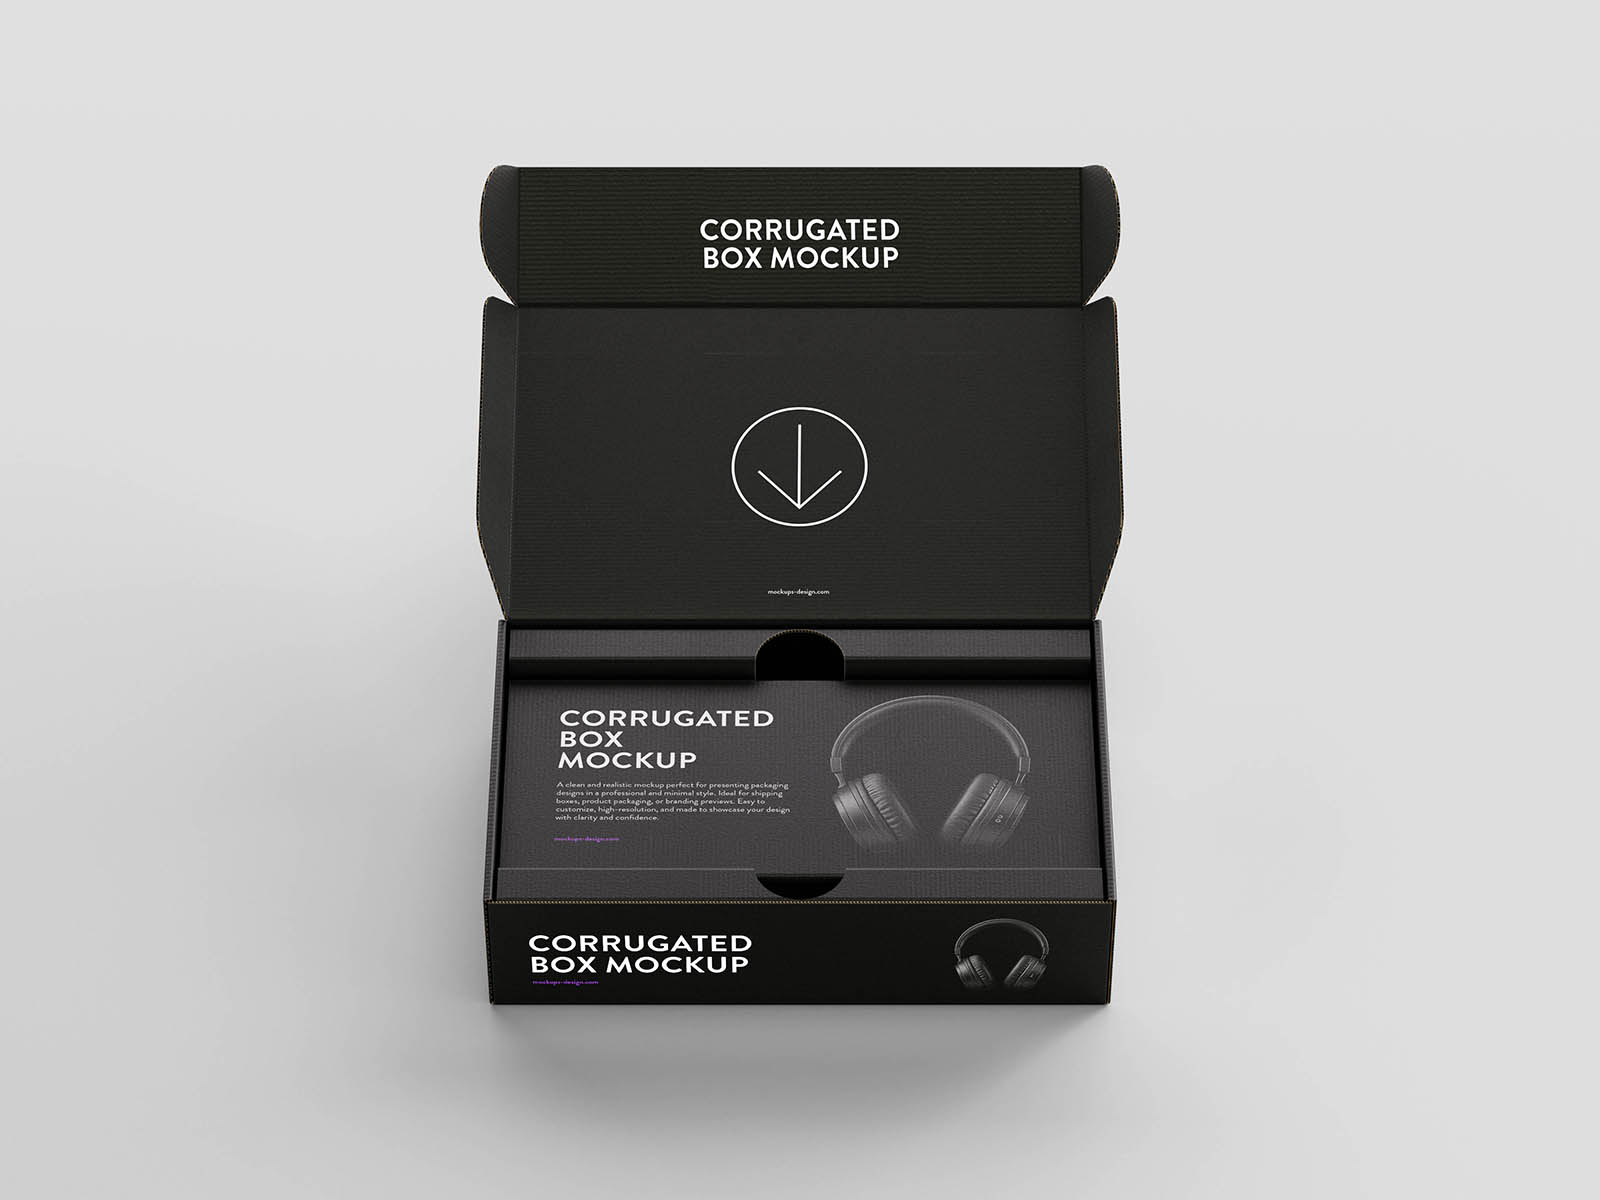 CORRUGATED
BOX MOCKUP
mockups-design.com
CORRUGATED
BOX
MOCKUP
A clean and realistic mockup perfect for presenting packaging
designs in a professional and minimal style. Ideal for shipping
boxes, product packaging, or branding previews. Easy to
customize, high-resolution, and made to showcase your design
with clarity and confidence.
mockups-design.com
CORRUGATED
BOX MOCKUP
mockups-design.com